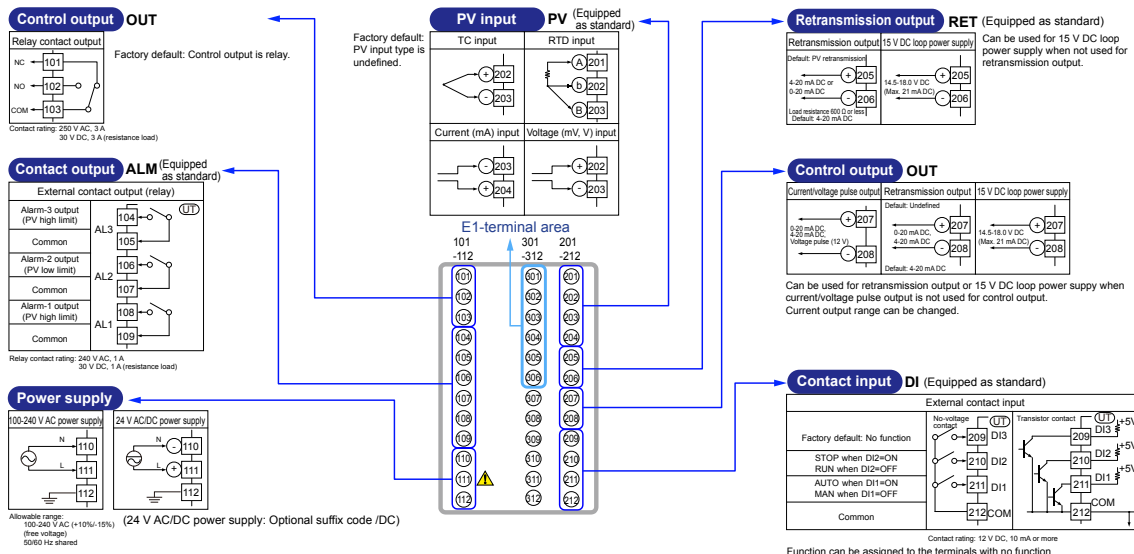 Control output OUT
Relay contact output
NC
101
NO
102
COM
103
Factory default: Control output is relay.
Contact rating: 250 V AC, 3 A
30 V DC, 3 A (resistance load)
Contact output ALM (Equipped
as standard)
External contact output (relay)
Alarm-3 output
(PV high limit)
Common
Alarm-2 output
(PV low limit)
Common
Alarm-1 output
(PV high limit)
Common
AL3
AL2
AL1
UT
104
105
106
107
108
109
Relay contact rating: 240 V AC, 1 A
30 V DC, 1 A (resistance load)
Power supply
100-240 V AC power supply
N
110
L
111
112
24 V AC/DC power supply
N
-
110
L
+
111
112
Allowable range:
100-240 V AC (+10%/-15%)
(free voltage)
50/60 Hz shared
(24 V AC/DC power supply: Optional suffix code /DC)
PV input PV (Equipped
as standard)
Factory default:
PV input type is
undefined.
TC input
+ 202
- 203
RTD input
A 201
b 202
B 203
Current (mA) input
- 203
+ 204
Voltage (mV, V) input
+ 202
- 203
E1-terminal area
101 301 201
-112 -312 -212
101 301 201
102 302 202
103 303 203
104 304 204
105 305 205
106 306 206
107 307 207
108 308 208
109 309 209
110 310 210
111 311 211
112 312 212
Retransmission output RET (Equipped as standard)
Retransmission output
Default: PV retransmission
4-20 mA DC or
0-20 mA DC
+ 205
- 206
Load resistance 600 Ω or less
Default: 4-20 mA DC
15 V DC loop power supply
14.5-18.0 V DC
(Max. 21 mA DC)
+ 205
- 206
Can be used for 15 V DC loop
power supply when not used for
retransmission output.
Control output OUT
Current/voltage pulse output
0-20 mA DC,
4-20 mA DC,
Voltage pulse (12 V)
+ 207
- 208
Retransmission output
Default: Undefined
0-20 mA DC,
4-20 mA DC
+ 207
- 208
Default: 4-20 mA DC
15 V DC loop power supply
14.5-18.0 V DC
(Max. 21 mA DC)
+ 207
- 208
Can be used for retransmission output or 15 V DC loop power suppy when
current/voltage pulse output is not used for control output.
Current output range can be changed.
Contact input DI (Equipped as standard)
External contact input
Factory default: No function
STOP when DI2=ON
RUN when DI2=OFF
AUTO when DI1=ON
MAN when DI1=OFF
Common
No-voltage
contact
UT
209 DI3
210 DI2
211 DI1
212 COM
Transistor contact
UT
209 DI3 +5V
210 DI2 +5V
211 DI1 +5V
212 COM
Contact rating: 12 V DC, 10 mA or more
Function can be assigned to the terminals with no function.